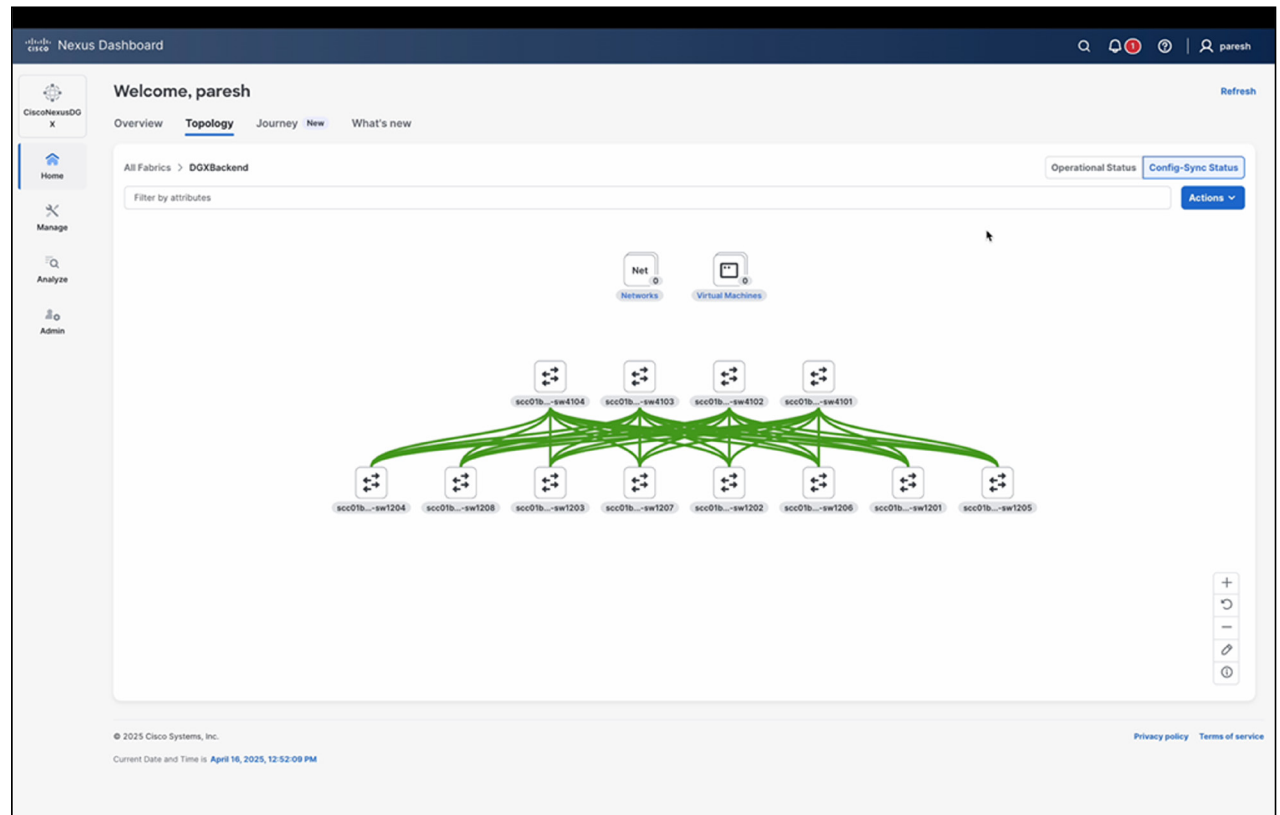 cisco Nexus Dashboard
1
paresh
CiscoNexusDG
X
Welcome, paresh
Refresh
Overview Topology Journey New What's new
Home
Manage
Analyze
Admin
All Fabrics > DGXBackend
Operational Status Config-Sync Status
Filter by attributes
Actions
Net
0 0
Networks Virtual Machines
scc01b...-sw4104 scc01b...-sw4103 scc01b...-sw4102 scc01b...-sw4101
scc01b...-sw1204 scc01b...-sw1208 scc01b...-sw1203 scc01b...-sw1207 scc01b...-sw1202 scc01b...-sw1206 scc01b...-sw1201 scc01b...-sw1205
© 2025 Cisco Systems, Inc.
Privacy policy Terms of service
Current Date and Time is April 16, 2025, 12:52:09 PM